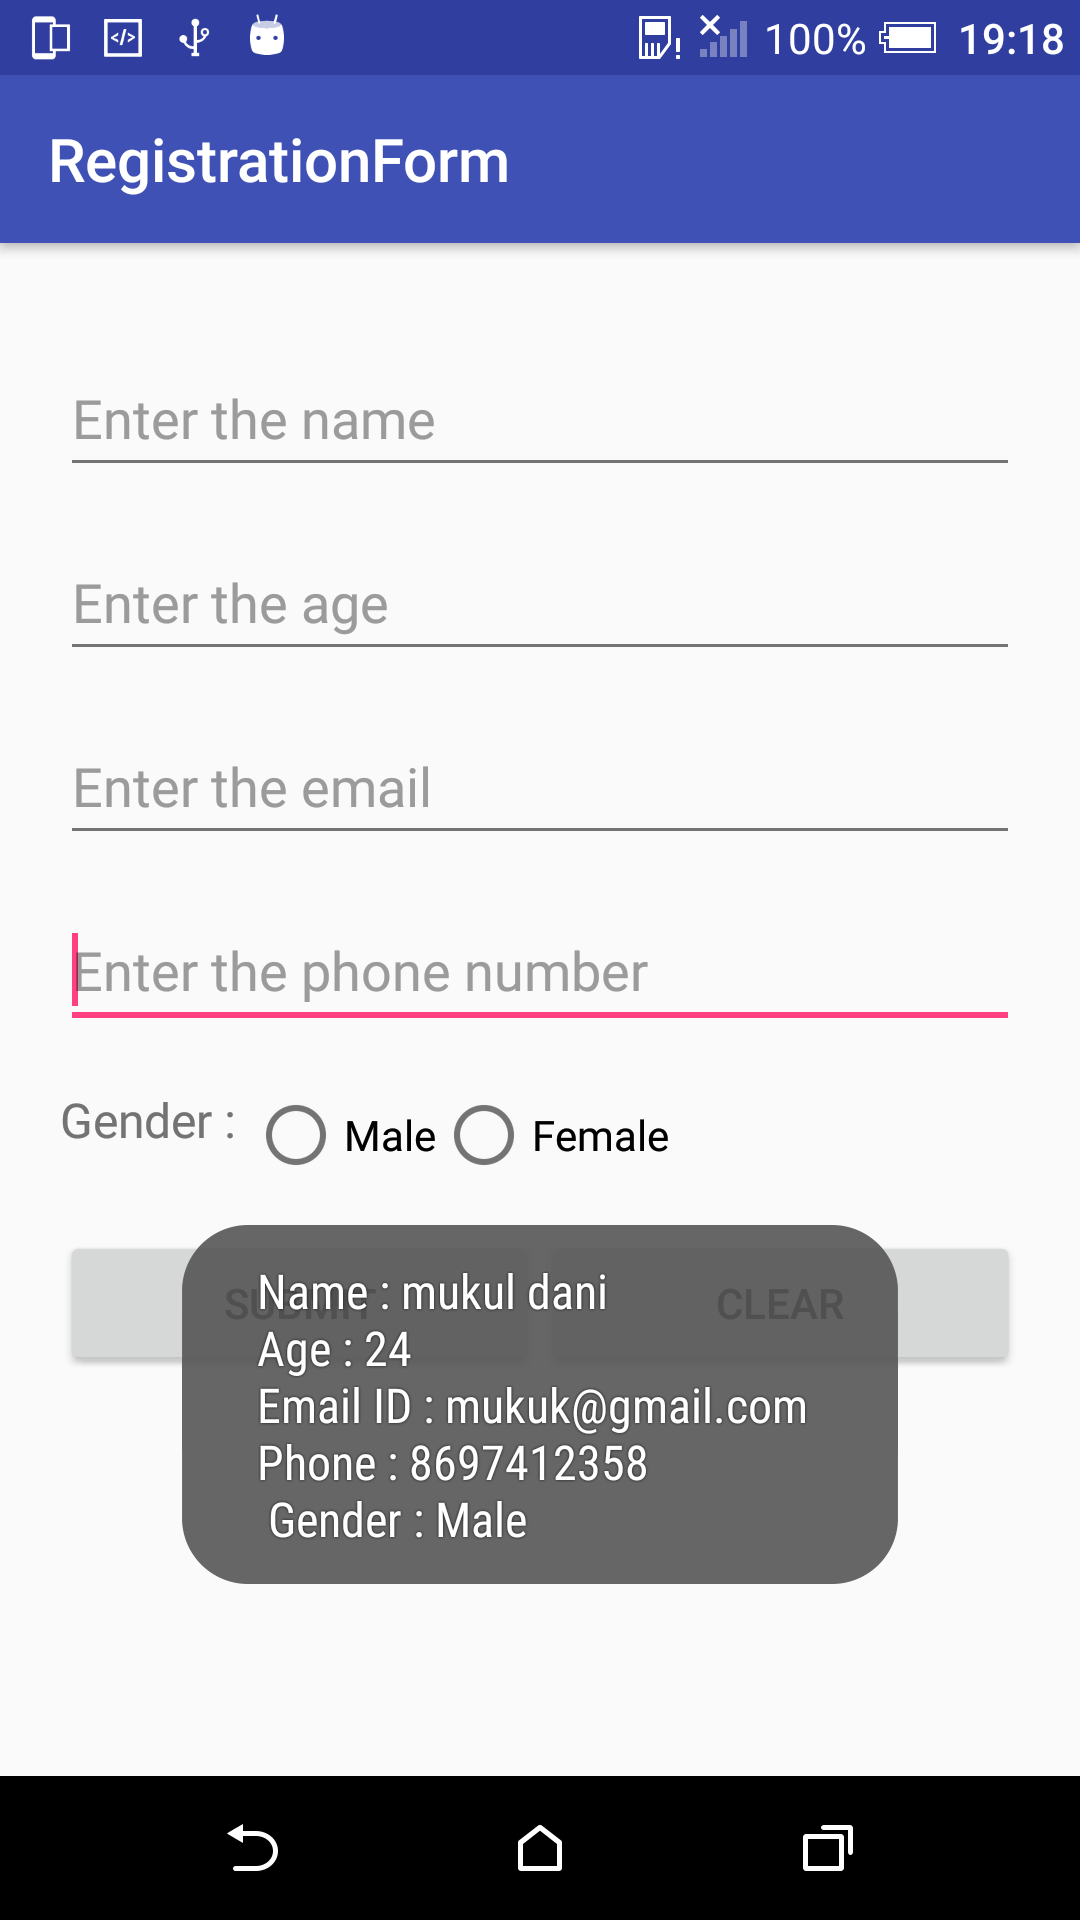 100% 19:18
RegistrationForm
Enter the name
Enter the age
Enter the email
Enter the phone number
Gender : Male Female
SUBMIT CLEAR
Name : mukul dani
Age : 24
Email ID : mukuk@gmail.com
Phone : 8697412358
Gender : Male